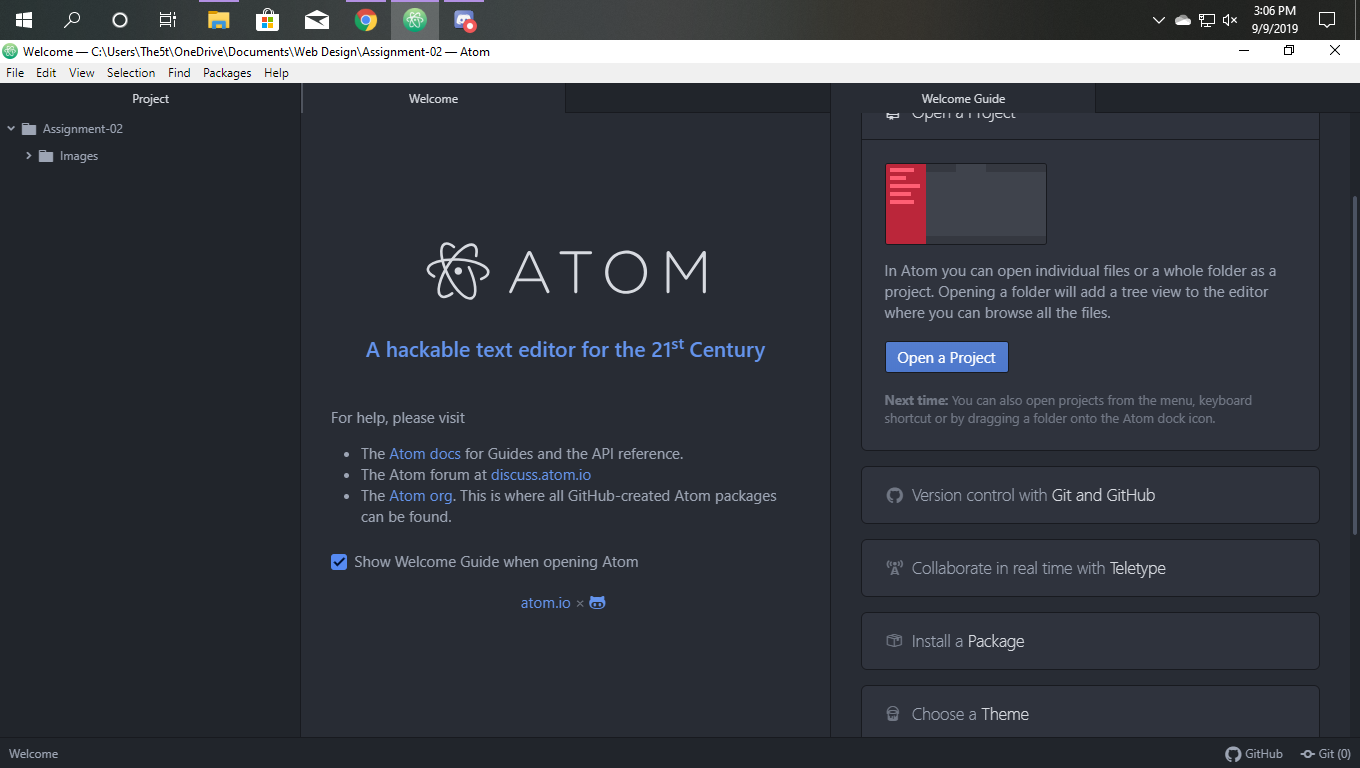 3:06 PM
9/9/2019
Welcome — C:\Users\The5t\OneDrive\Documents\Web Design\Assignment-02 — Atom
File Edit View Selection Find Packages Help
Project
Assignment-02
Images
Welcome
ATOM
A hackable text editor for the 21st Century
For help, please visit
• The Atom docs for Guides and the API reference.
• The Atom forum at discuss.atom.io
• The Atom org. This is where all GitHub-created Atom packages
can be found.
Show Welcome Guide when opening Atom
atom.io ×
Welcome Guide
Open a Project
In Atom you can open individual files or a whole folder as a
project. Opening a folder will add a tree view to the editor
where you can browse all the files.
Open a Project
Next time: You can also open projects from the menu, keyboard
shortcut or by dragging a folder onto the Atom dock icon.
Version control with Git and GitHub
Collaborate in real time with Teletype
Install a Package
Choose a Theme
Welcome
GitHub
Git (0)